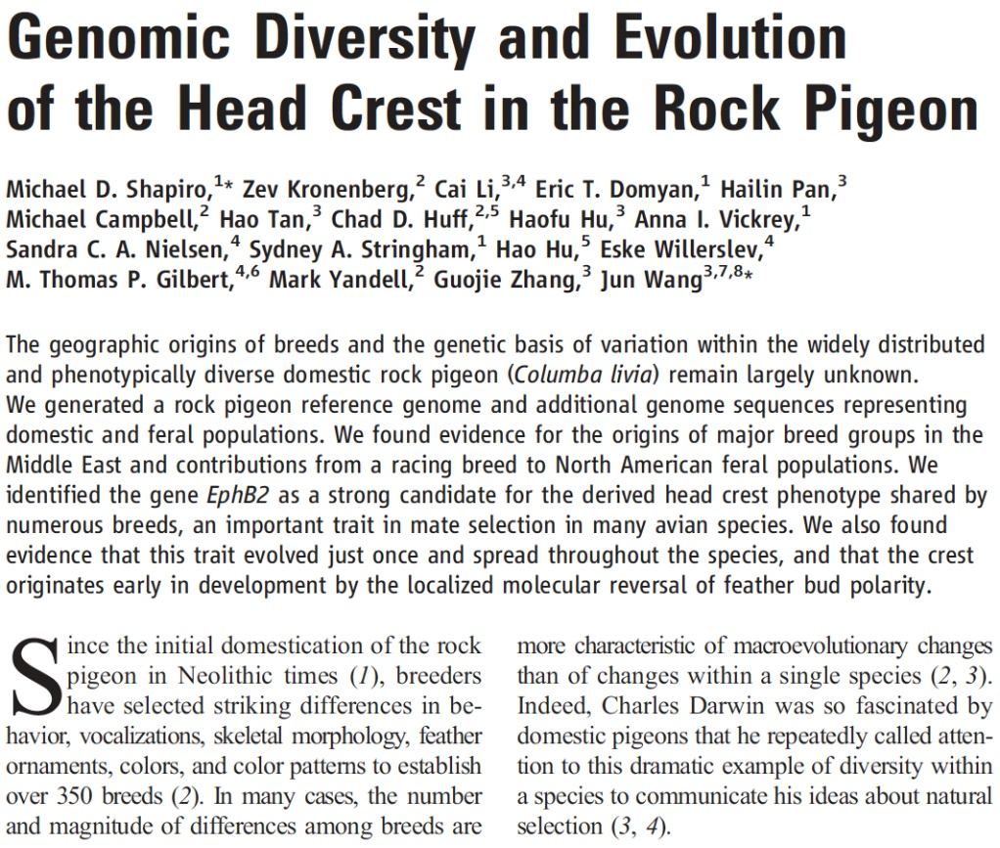 Genomic Diversity and Evolution
of the Head Crest in the Rock Pigeon
Michael D. Shapiro,1* Zev Kronenberg,2 Cai Li,3,4 Eric T. Domyan,1 Hailin Pan,3
Michael Campbell,2 Hao Tan,3 Chad D. Huff,2,5 Haofu Hu,3 Anna I. Vickrey,1
Sandra C. A. Nielsen,4 Sydney A. Stringham,1 Hao Hu,5 Eske Willerslev,4
M. Thomas P. Gilbert,4,6 Mark Yandell,2 Guojie Zhang,3 Jun Wang3,7,8*
The geographic origins of breeds and the genetic basis of variation within the widely distributed
and phenotypically diverse domestic rock pigeon (Columba livia) remain largely unknown.
We generated a rock pigeon reference genome and additional genome sequences representing
domestic and feral populations. We found evidence for the origins of major breed groups in the
Middle East and contributions from a racing breed to North American feral populations. We
identified the gene EphB2 as a strong candidate for the derived head crest phenotype shared by
numerous breeds, an important trait in mate selection in many avian species. We also found
evidence that this trait evolved just once and spread throughout the species, and that the crest
originates early in development by the localized molecular reversal of feather bud polarity.
Since the initial domestication of the rock
pigeon in Neolithic times (1), breeders
have selected striking differences in be-
havior, vocalizations, skeletal morphology, feather
ornaments, colors, and color patterns to establish
over 350 breeds (2). In many cases, the number
and magnitude of differences among breeds are
more characteristic of macroevolutionary changes
than of changes within a single species (2, 3).
Indeed, Charles Darwin was so fascinated by
domestic pigeons that he repeatedly called atten-
tion to this dramatic example of diversity within
a species to communicate his ideas about natural
selection (3, 4).